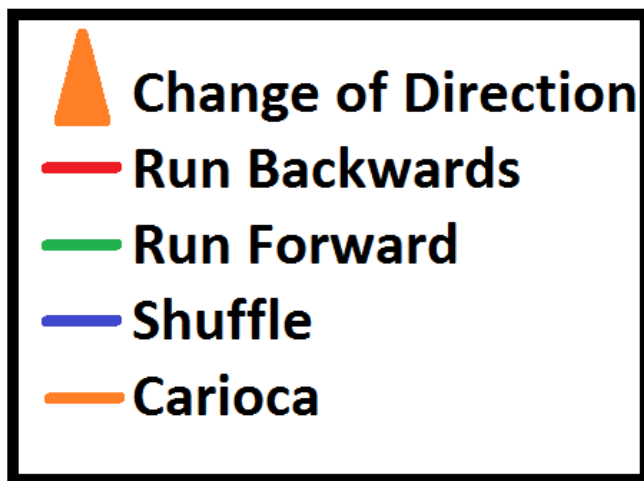 Change of Direction
Run Backwards
Run Forward
Shuffle
Carioca